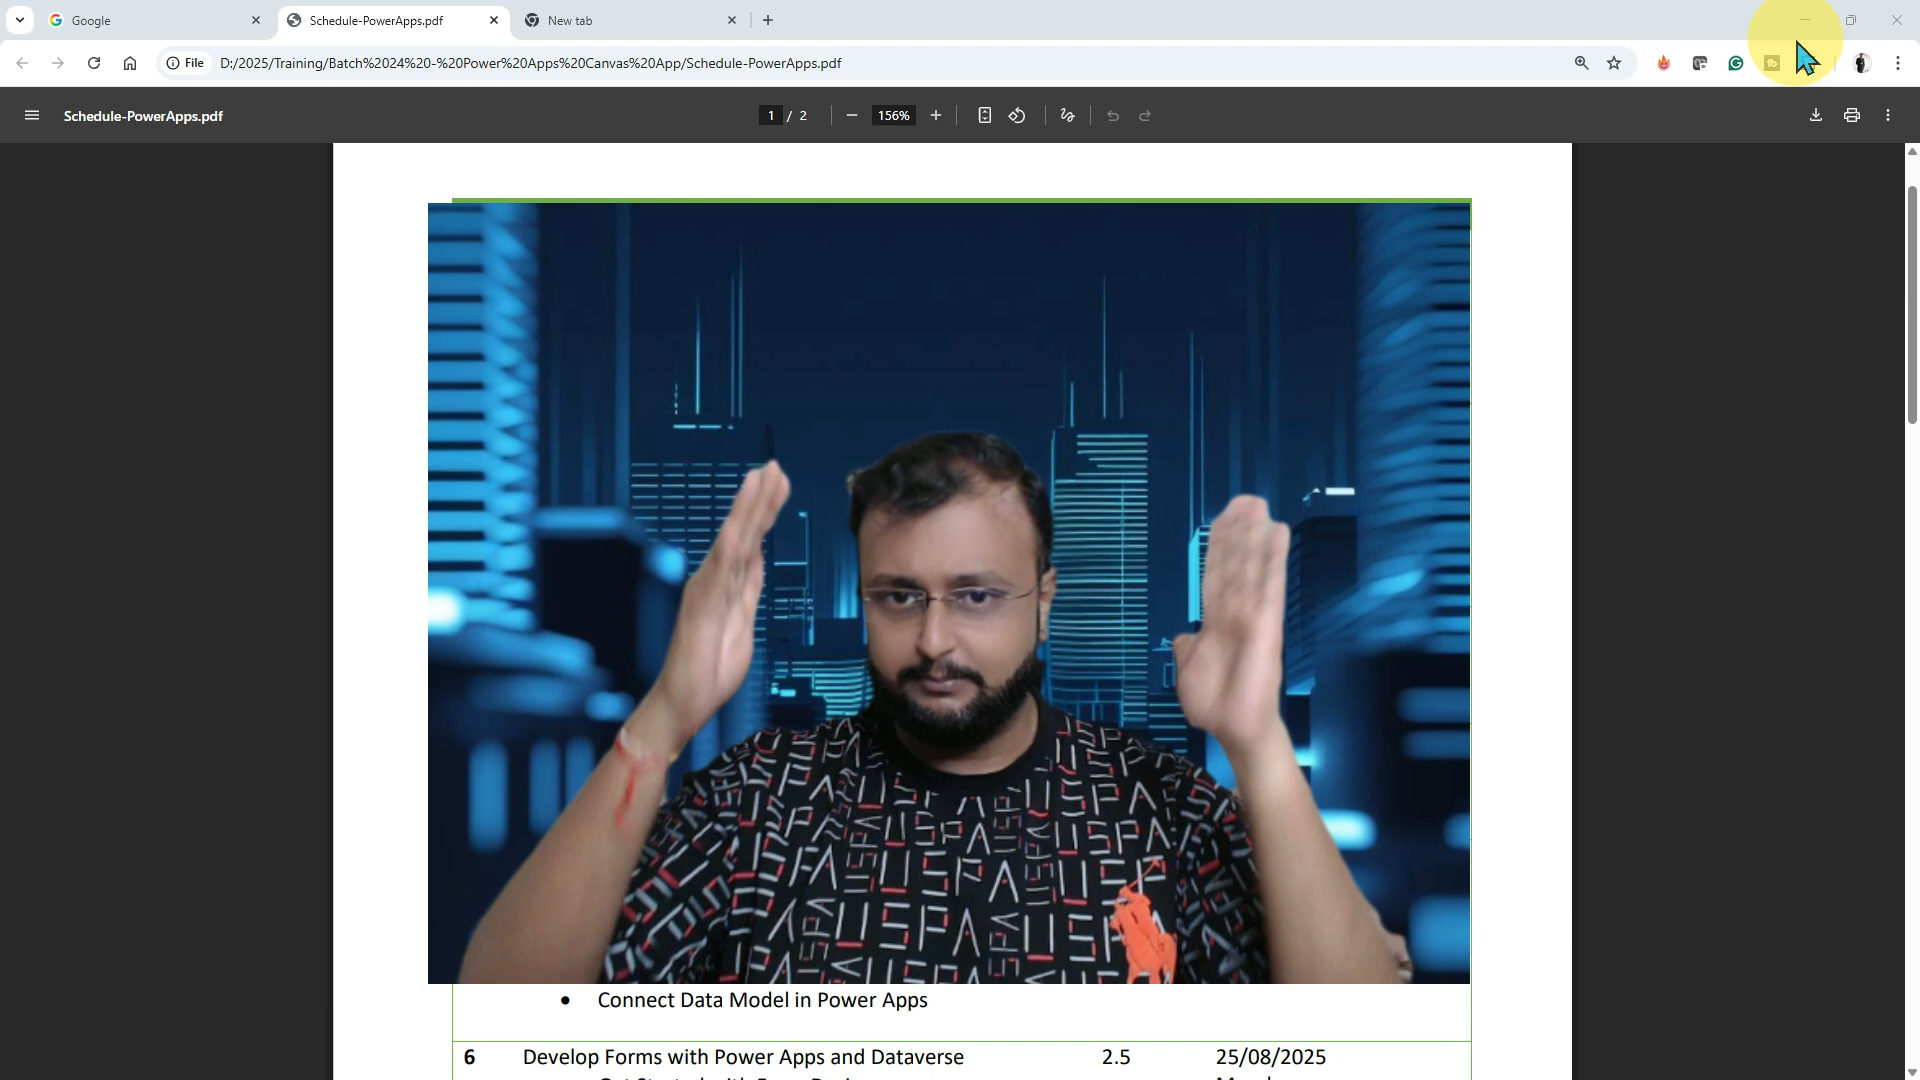 Google
Schedule-PowerApps.pdf
New tab
File
D:/2025/Training/Batch%2024%20-%20Power%20Apps%20Canvas%20App/Schedule-PowerApps.pdf
Schedule-PowerApps.pdf
1 / 2
156%
USPA
• Connect Data Model in Power Apps
6 Develop Forms with Power Apps and Dataverse 2.5 25/08/2025